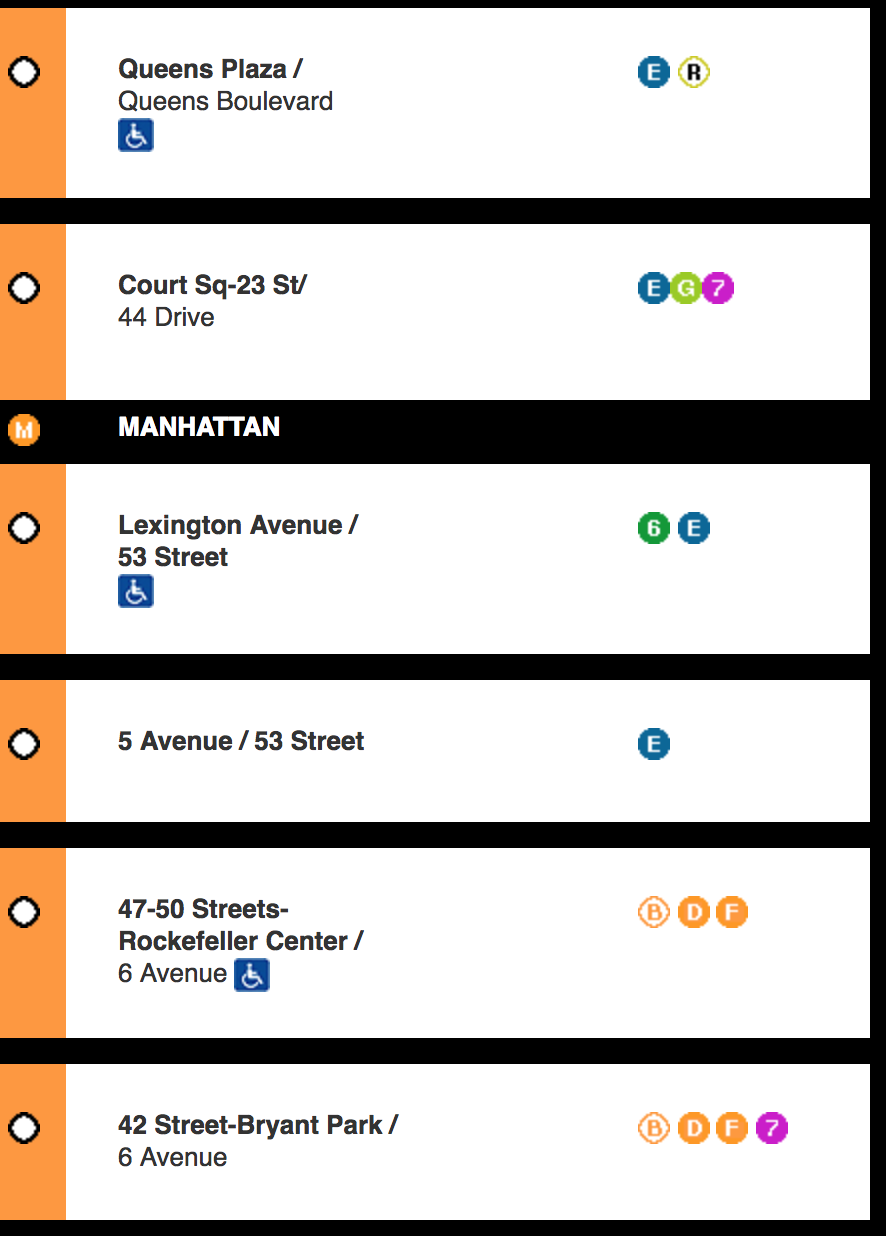 Queens Plaza / E R
Queens Boulevard
Court Sq-23 St/ E G 7
44 Drive
M MANHATTAN
Lexington Avenue / 6 E
53 Street
5 Avenue / 53 Street E
47-50 Streets- B D F
Rockefeller Center /
6 Avenue
42 Street-Bryant Park / B D F 7
6 Avenue